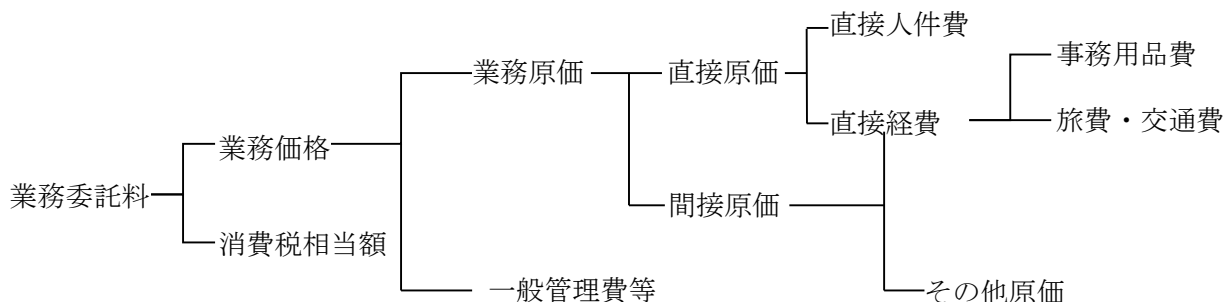 直接人件費
事務用品費
業務原価
直接原価
直接経費
旅費・交通費
業務価格
業務委託料
間接原価
消費税相当額
一般管理費等
その他原価